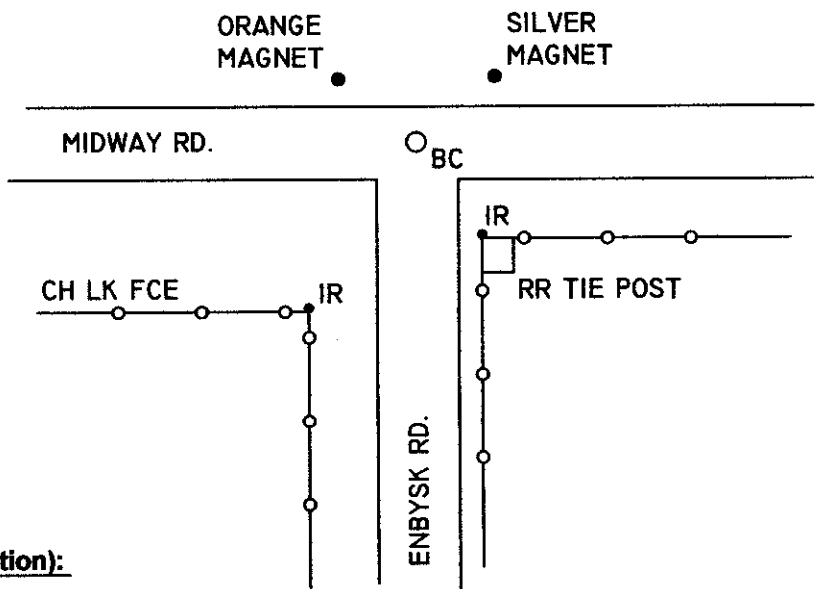 ORANGE
MAGNET
SILVER
MAGNET
MIDWAY RD.
BC
IR
CH LK FCE
IR
RR TIE POST
ENBYSK RD.
tion):